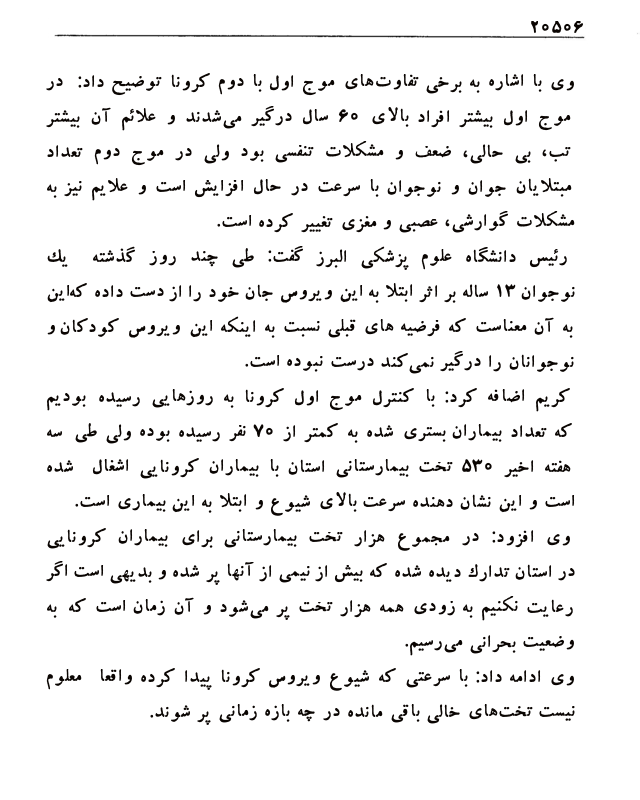 ۲۰۵۰۶
وی با اشاره به برخی تفاوت‌های موج اول با دوم کرونا توضیح داد: در
موج اول بیشتر افراد بالای ۶۰ سال درگیر می‌شدند و علائم آن بیشتر
تب، بی حالی، ضعف و مشکلات تنفسی بود ولی در موج دوم تعداد
مبتلایان جوان و نوجوان با سرعت در حال افزایش است و علایم نیز به
مشکلات گوارشی، عصبی و مغزی تغییر کرده است.
رئیس دانشگاه علوم پزشکی البرز گفت: طی چند روز گذشته یك
نوجوان ۱۳ ساله بر اثر ابتلا به این ویروس جان خود را از دست داده که‌این
به آن معناست که فرضیه های قبلی نسبت به اینکه این ویروس کودکان و
نوجوانان را درگیر نمی‌کند درست نبوده است.
کریم اضافه کرد: با کنترل موج اول کرونا به روزهایی رسیده بودیم
که تعداد بیماران بستری شده به کمتر از ۷۰ نفر رسیده بوده ولی طی سه
هفته اخیر ۵۳۰ تخت بیمارستانی استان با بیماران کرونایی اشغال شده
است و این نشان دهنده سرعت بالای شیوع و ابتلا به این بیماری است.
وی افزود: در مجموع هزار تخت بیمارستانی برای بیماران کرونایی
در استان تدارك دیده شده که بیش از نیمی از آنها پر شده و بدیهی است اگر
رعایت نکنیم به زودی همه هزار تخت پر می‌شود و آن زمان است که به
وضعیت بحرانی می‌رسیم.
وی ادامه داد: با سرعتی که شیوع ویروس کرونا پیدا کرده واقعا معلوم
نیست تخت‌های خالی باقی مانده در چه بازه زمانی پر شوند.